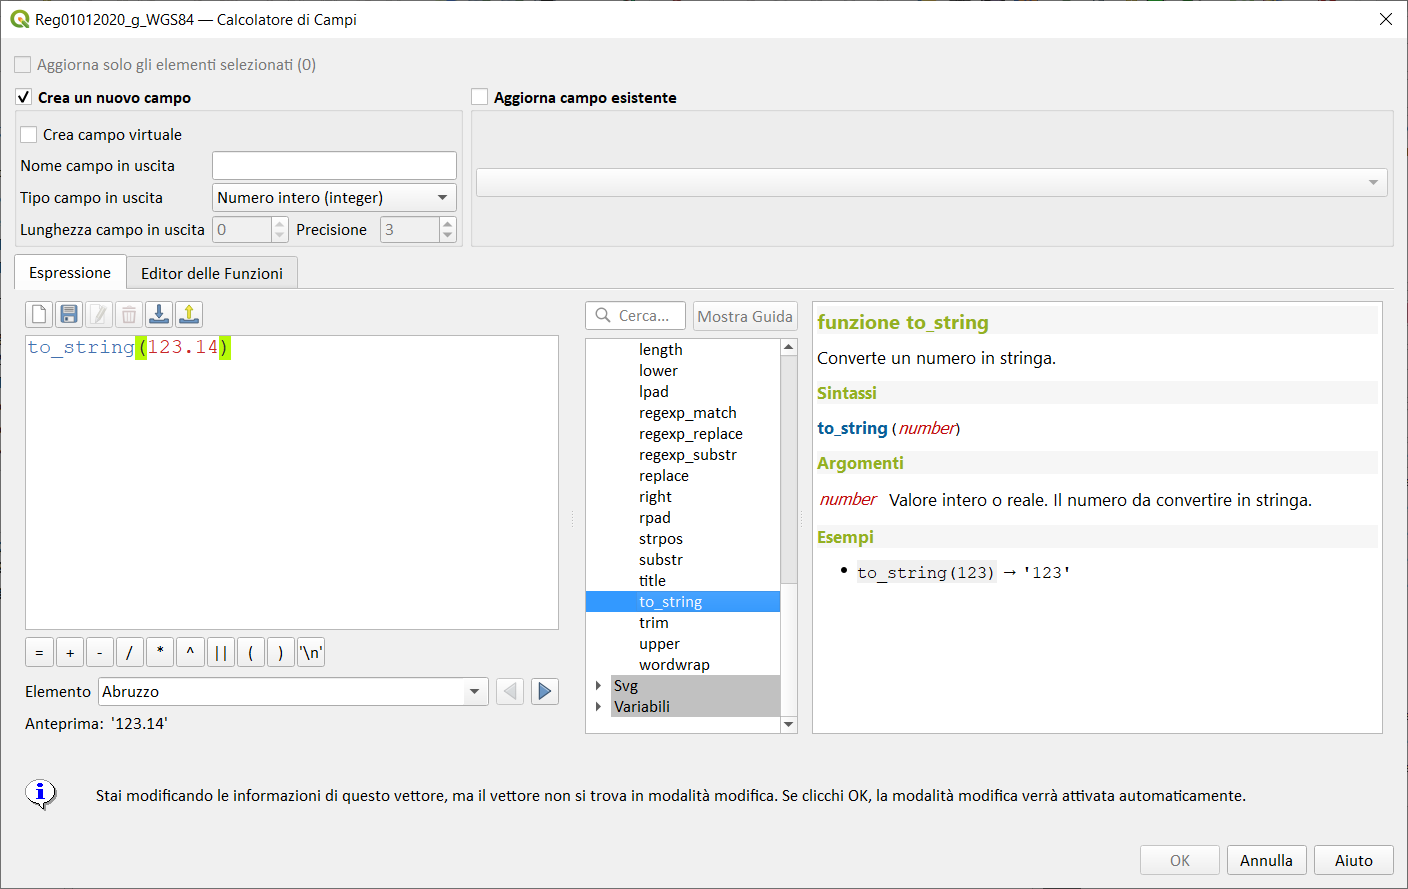 Reg01012020_g_WGS84 — Calcolatore di Campi
Aggiorna solo gli elementi selezionati (0)
Crea un nuovo campo
Aggiorna campo esistente
Crea campo virtuale
Nome campo in uscita
Tipo campo in uscita
Numero intero (integer)
Lunghezza campo in uscita
0
Precisione
3
Espressione
Editor delle Funzioni
to_string(123.14)
=
+
-
/
*
^
||
(
)
'\n'
Elemento
Abruzzo
Anteprima: '123.14'
Cerca...
Mostra Guida
length
lower
lpad
regexp_match
regexp_replace
regexp_substr
replace
right
rpad
strpos
substr
title
to_string
trim
upper
wordwrap
Svg
Variabili
funzione to_string
Converte un numero in stringa.
Sintassi
to_string (number)
Argomenti
number Valore intero o reale. Il numero da convertire in stringa.
Esempi
• to_string(123) → '123'
Stai modificando le informazioni di questo vettore, ma il vettore non si trova in modalità modifica. Se clicchi OK, la modalità modifica verrà attivata automaticamente.
OK
Annulla
Aiuto